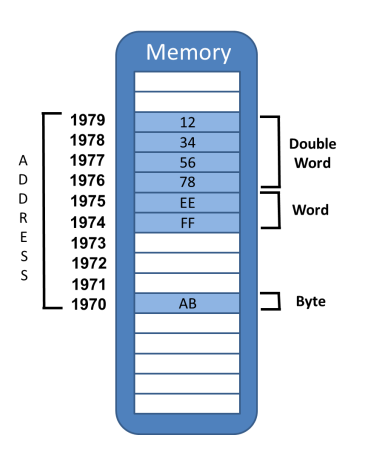 Memory
1979 12
1978 34
Double
Word
1977 56
1976 78
1975 EE
Word
1974 FF
1973
1972
1971
1970 AB
Byte
A
D
D
R
E
S
S